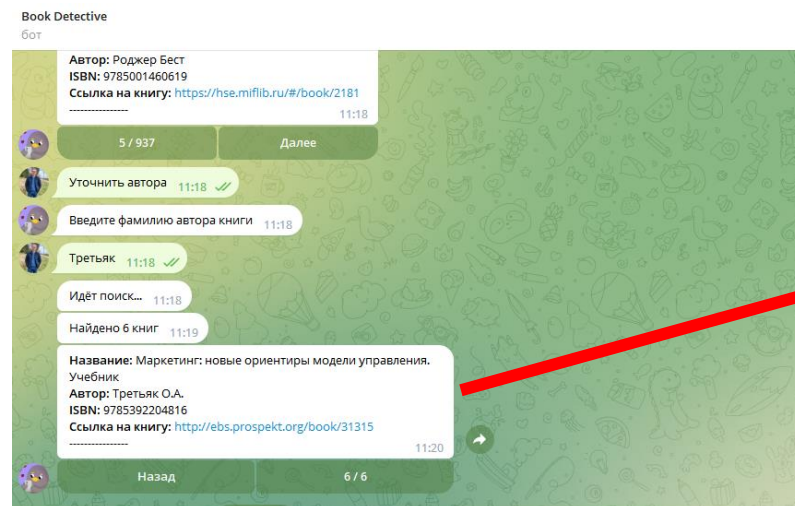 Book Detective
бот
Автор: Роджер Бест
ISBN: 9785001460619
Ссылка на книгу: https://hse.miflib.ru/#/book/2181
----------------
11:18
5 / 937 Далее
Уточнить автора 11:18
Введите фамилию автора книги 11:18
Третьяк 11:18
Идёт поиск... 11:18
Найдено 6 книг 11:19
Название: Маркетинг: новые ориентиры модели управления.
Учебник
Автор: Третьяк О.А.
ISBN: 9785392204816
Ссылка на книгу: http://ebs.prospekt.org/book/31315
----------------
11:20
Назад 6 / 6